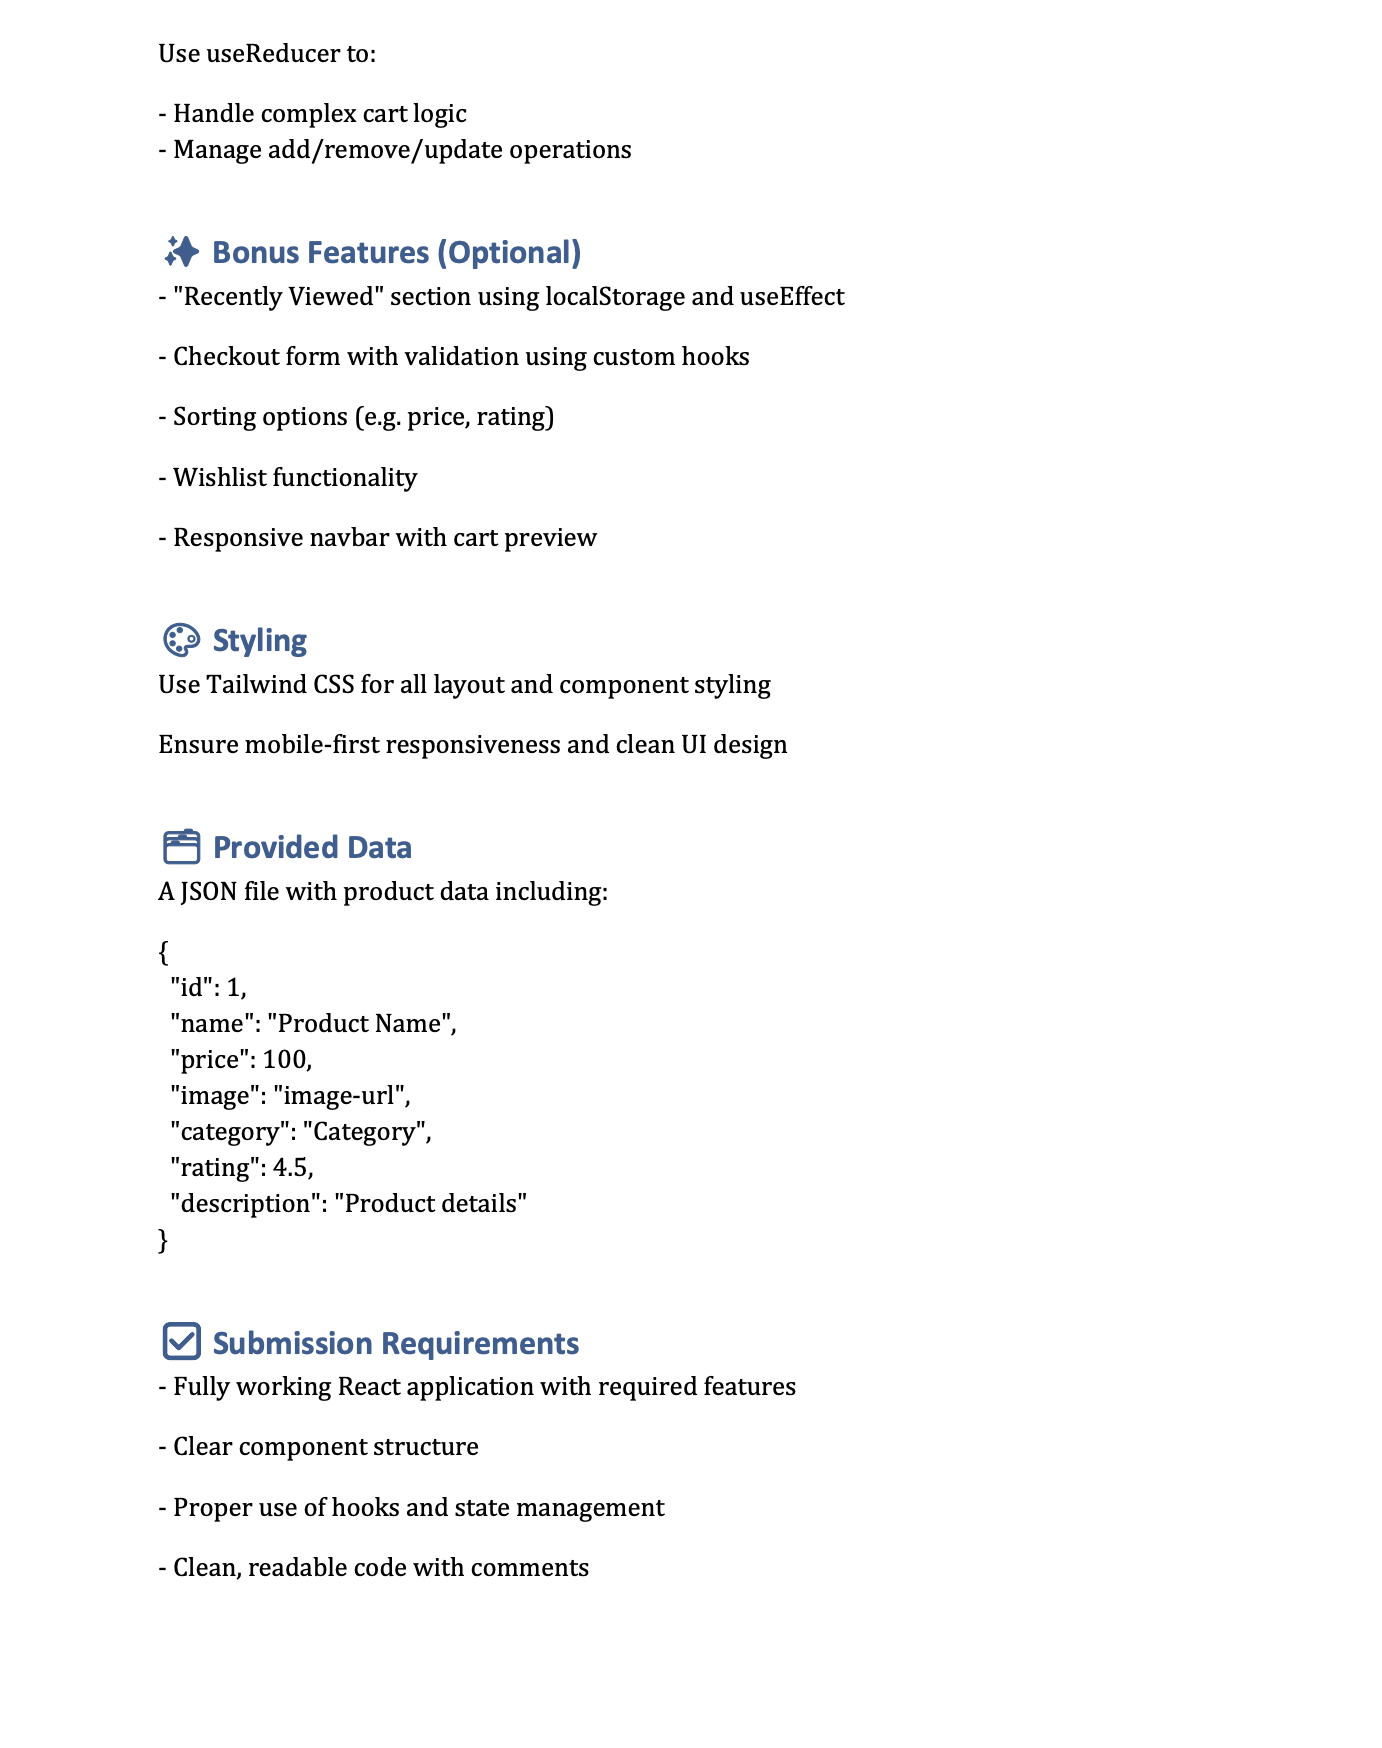 Use useReducer to:
- Handle complex cart logic
- Manage add/remove/update operations
Bonus Features (Optional)
- "Recently Viewed" section using localStorage and useEffect
- Checkout form with validation using custom hooks
- Sorting options (e.g. price, rating)
- Wishlist functionality
- Responsive navbar with cart preview
Styling
Use Tailwind CSS for all layout and component styling
Ensure mobile-first responsiveness and clean UI design
Provided Data
A JSON file with product data including:
{
"id": 1,
"name": "Product Name",
"price": 100,
"image": "image-url",
"category": "Category",
"rating": 4.5,
"description": "Product details"
}
Submission Requirements
- Fully working React application with required features
- Clear component structure
- Proper use of hooks and state management
- Clean, readable code with comments